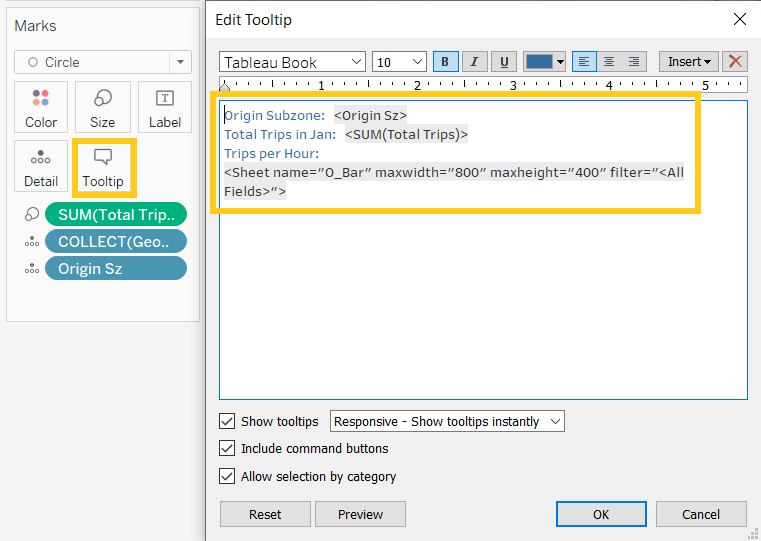 Marks
Circle
Color
Size
Label
Detail
Tooltip
SUM(Total Trip..
COLLECT(Geo..
Origin Sz
Edit Tooltip
Tableau Book
10
B
I
U
Insert
1
2
3
4
5
Origin Subzone: <Origin Sz>
Total Trips in Jan: <SUM(Total Trips)>
Trips per Hour:
<Sheet name="O_Bar" maxwidth="800" maxheight="400" filter="<All
Fields>">
Show tooltips
Responsive - Show tooltips instantly
Include command buttons
Allow selection by category
Reset
Preview
OK
Cancel